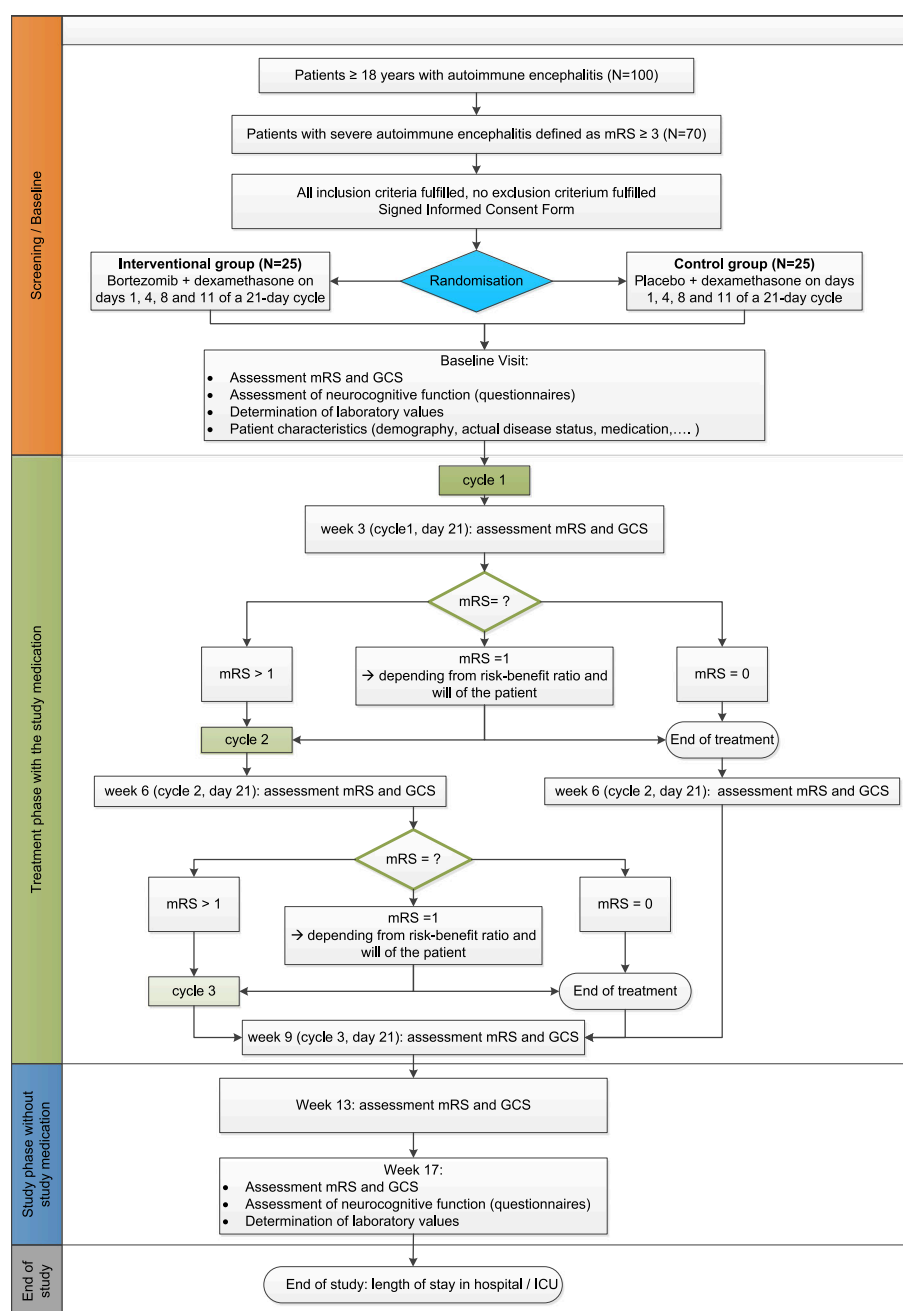 Screening / Baseline
Patients ≥ 18 years with autoimmune encephalitis (N=100)
Patients with severe autoimmune encephalitis defined as mRS ≥ 3 (N=70)
All inclusion criteria fulfilled, no exclusion criterium fulfilled
Signed Informed Consent Form
Interventional group (N=25)
Bortezomib + dexamethasone on
days 1, 4, 8 and 11 of a 21-day cycle
Randomisation
Control group (N=25)
Placebo + dexamethasone on days
1, 4, 8 and 11 of a 21-day cycle
Baseline Visit:
• Assessment mRS and GCS
• Assessment of neurocognitive function (questionnaires)
• Determination of laboratory values
• Patient characteristics (demography, actual disease status, medication,…. )
Treatment phase with the study medication
cycle 1
week 3 (cycle1, day 21): assessment mRS and GCS
mRS= ?
mRS > 1
mRS =1
→ depending from risk-benefit ratio and
will of the patient
mRS = 0
cycle 2
End of treatment
week 6 (cycle 2, day 21): assessment mRS and GCS
week 6 (cycle 2, day 21): assessment mRS and GCS
mRS = ?
mRS > 1
mRS =1
→ depending from risk-benefit ratio and
will of the patient
mRS = 0
cycle 3
End of treatment
week 9 (cycle 3, day 21): assessment mRS and GCS
Study phase without
study medication
Week 13: assessment mRS and GCS
Week 17:
• Assessment mRS and GCS
• Assessment of neurocognitive function (questionnaires)
• Determination of laboratory values
End of
study
End of study: length of stay in hospital / ICU